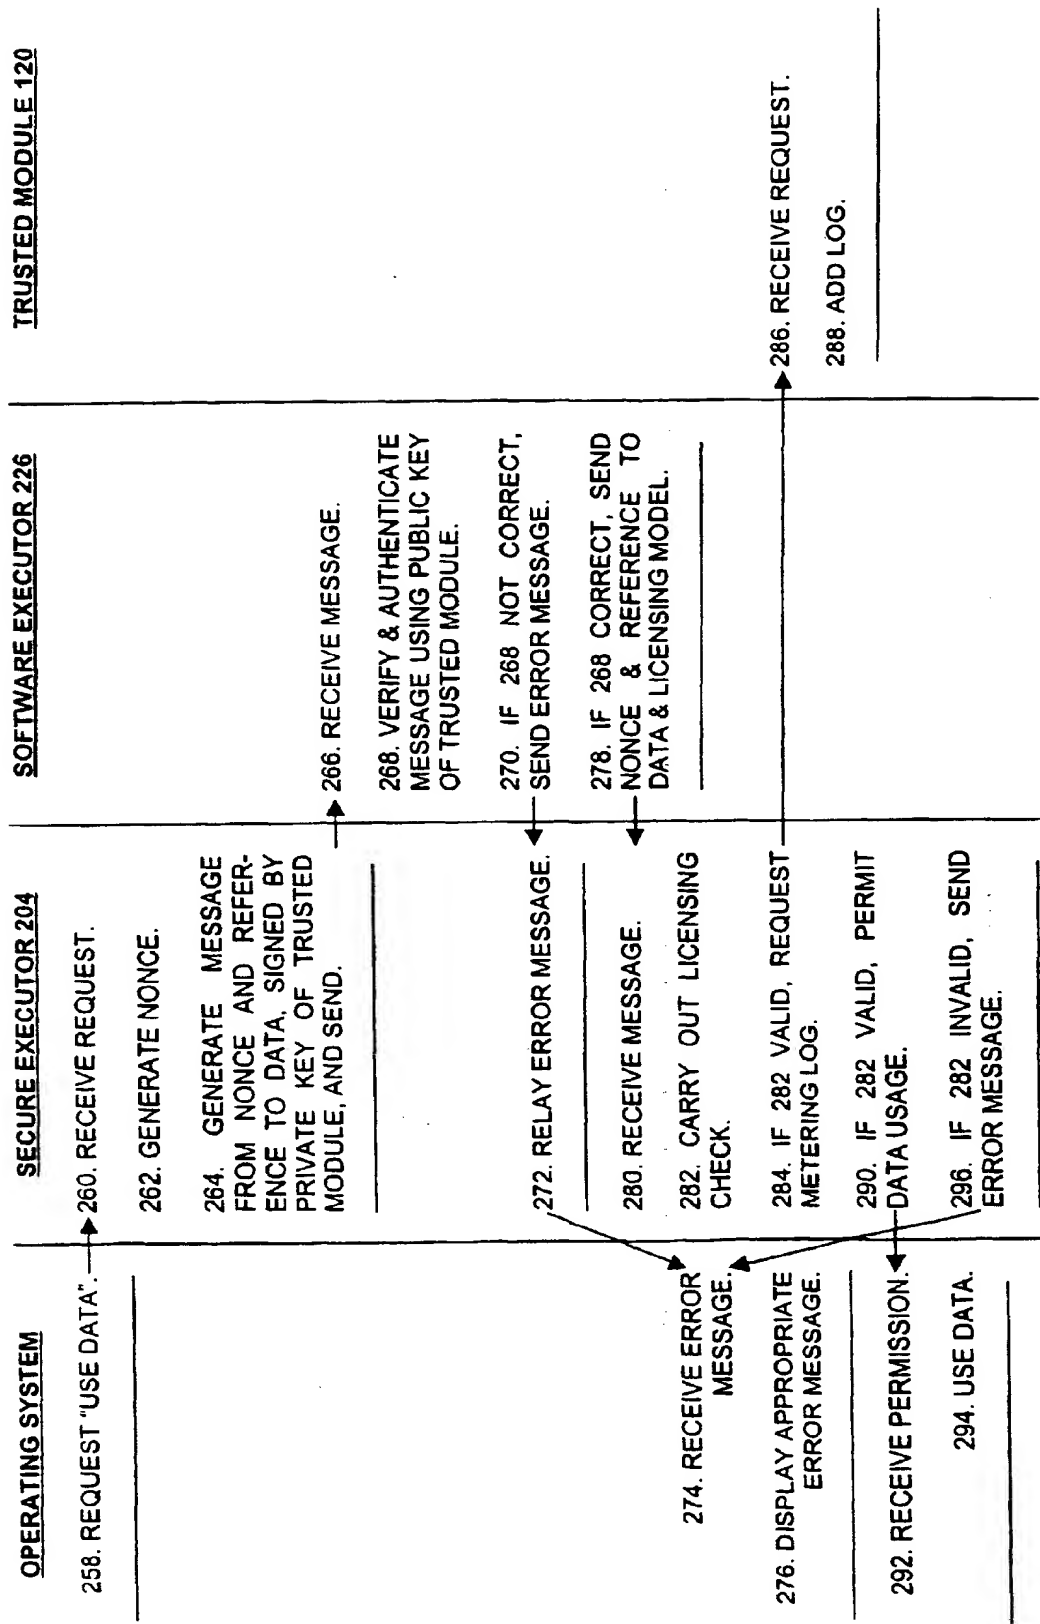 OPERATING SYSTEM
258. REQUEST "USE DATA".
274. RECEIVE ERROR
MESSAGE.
276. DISPLAY APPROPRIATE
ERROR MESSAGE.
292. RECEIVE PERMISSION.
294. USE DATA.
SECURE EXECUTOR 204
260. RECEIVE REQUEST.
262. GENERATE NONCE.
264. GENERATE MESSAGE
FROM NONCE AND REFER-
ENCE TO DATA, SIGNED BY
PRIVATE KEY OF TRUSTED
MODULE, AND SEND.
272. RELAY ERROR MESSAGE.
280. RECEIVE MESSAGE.
282. CARRY OUT LICENSING
CHECK.
284. IF 282 VALID, REQUEST
METERING LOG.
290. IF 282 VALID, PERMIT
DATA USAGE.
296. IF 282 INVALID, SEND
ERROR MESSAGE.
SOFTWARE EXECUTOR 226
266. RECEIVE MESSAGE.
268. VERIFY & AUTHENTICATE
MESSAGE USING PUBLIC KEY
OF TRUSTED MODULE.
270. IF 268 NOT CORRECT,
SEND ERROR MESSAGE.
278. IF 268 CORRECT, SEND
NONCE & REFERENCE TO
DATA & LICENSING MODEL.
TRUSTED MODULE 120
286. RECEIVE REQUEST.
288. ADD LOG.